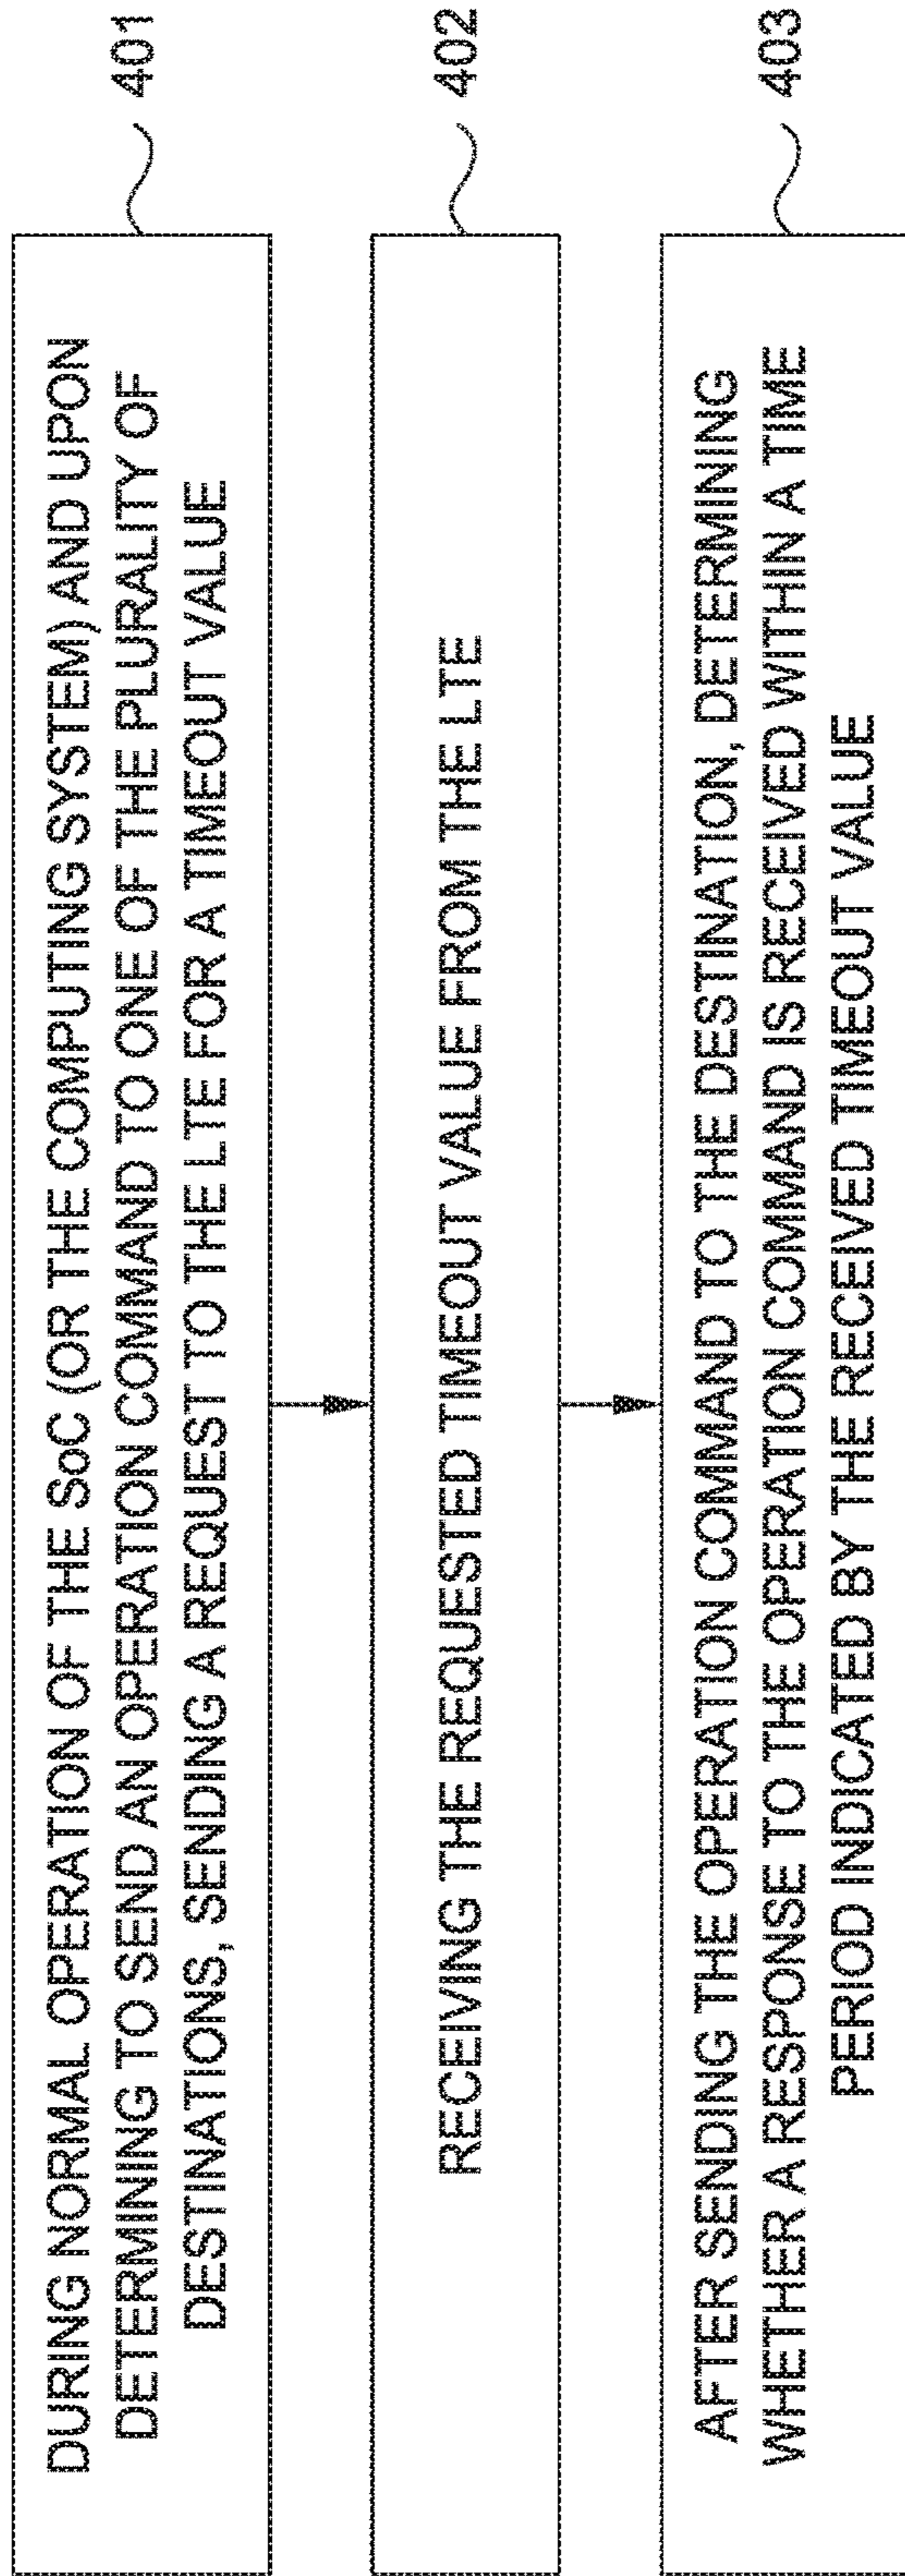 DURING NORMAL OPERATION OF THE SoC (OR THE COMPUTING SYSTEM) AND UPON
DETERMINING TO SEND AN OPERATION COMMAND TO ONE OF THE PLURALITY OF
DESTINATIONS, SENDING A REQUEST TO THE LTE FOR A TIMEOUT VALUE
401
RECEIVING THE REQUESTED TIMEOUT VALUE FROM THE LTE
402
AFTER SENDING THE OPERATION COMMAND TO THE DESTINATION, DETERMINING
WHETHER A RESPONSE TO THE OPERATION COMMAND IS RECEIVED WITHIN A TIME
PERIOD INDICATED BY THE RECEIVED TIMEOUT VALUE
403